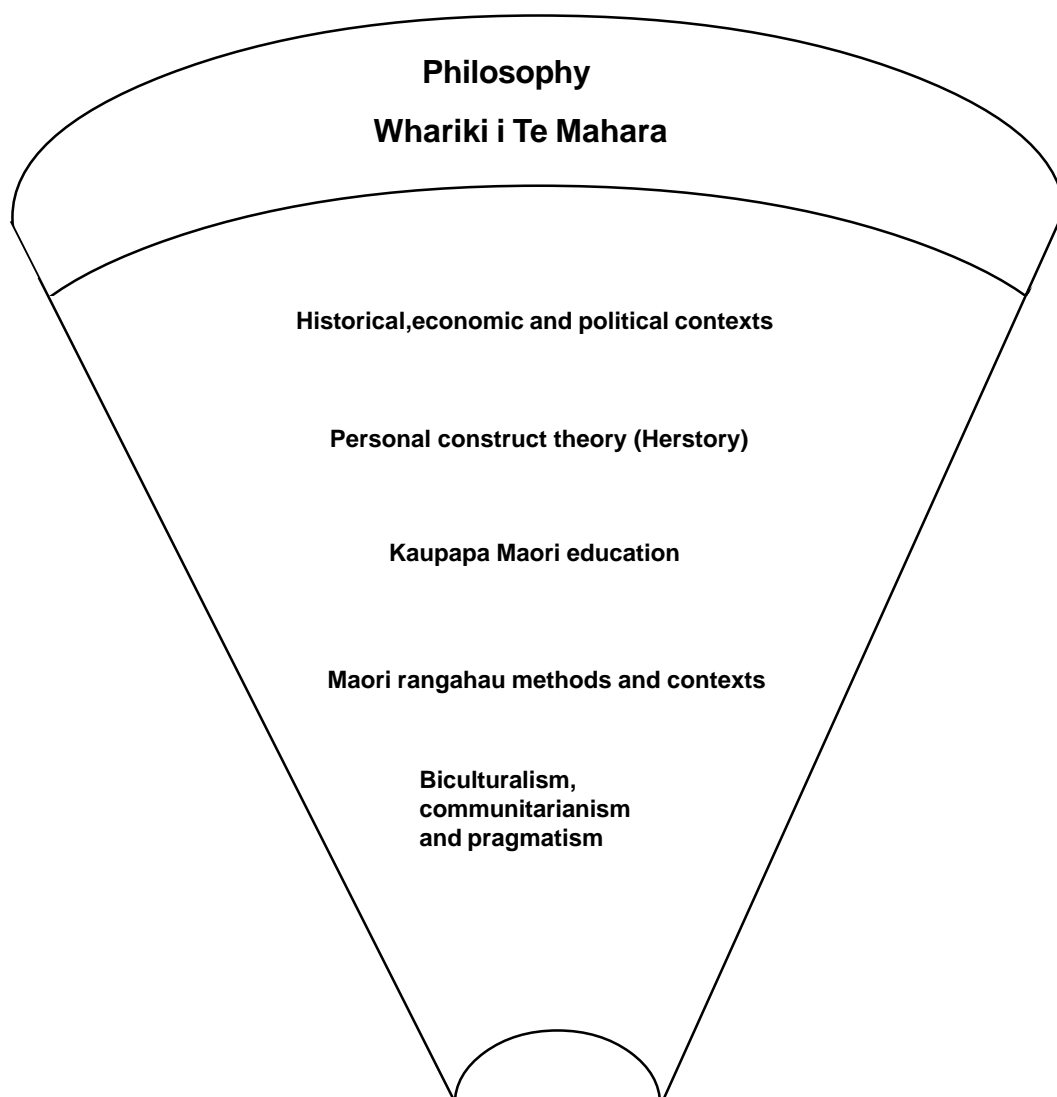 Philosophy
Whariki i Te Mahara
Historical,economic and political contexts
Personal construct theory (Herstory)
Kaupapa Maori education
Maori rangahau methods and contexts
Biculturalism,
communitarianism
and pragmatism